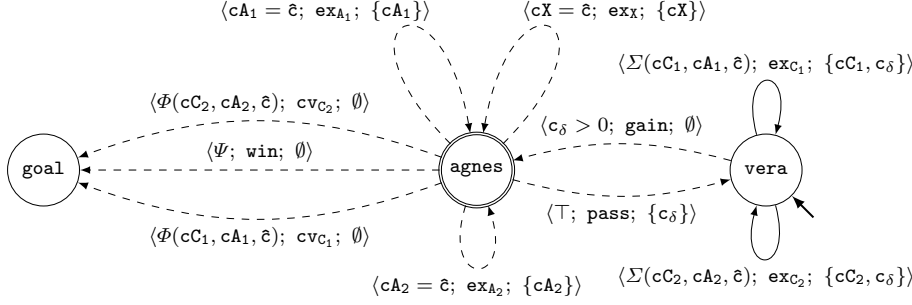 ⟨cA₁ = ĉ; ex_A₁; {cA₁}⟩
⟨cX = ĉ; ex_X; {cX}⟩
⟨Σ(cC₁, cA₁, ĉ); ex_C₁; {cC₁, c_δ}⟩
⟨Φ(cC₂, cA₂, ĉ); cv_C₂; ∅⟩
⟨c_δ > 0; gain; ∅⟩
⟨Ψ; win; ∅⟩
goal
agnes
vera
⟨⊤; pass; {c_δ}⟩
⟨Φ(cC₁, cA₁, ĉ); cv_C₁; ∅⟩
⟨cA₂ = ĉ; ex_A₂; {cA₂}⟩
⟨Σ(cC₂, cA₂, ĉ); ex_C₂; {cC₂, c_δ}⟩